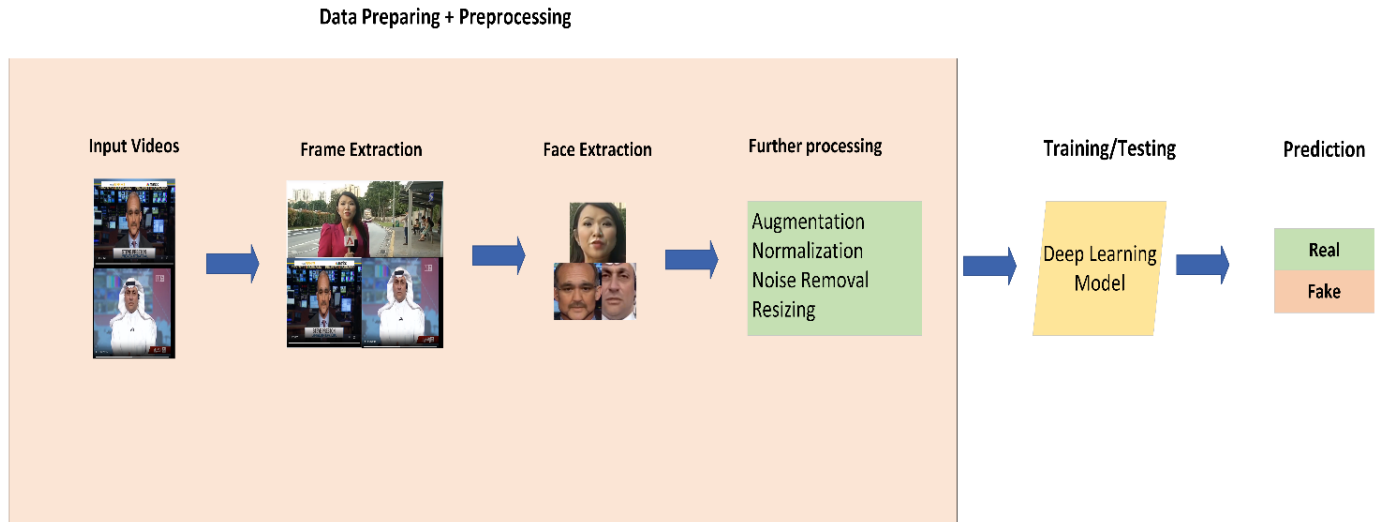 Data Preparing + Preprocessing
Input Videos
Frame Extraction
Face Extraction
Further processing
Training/Testing
Prediction
Augmentation
Normalization
Noise Removal
Resizing
Deep Learning
Model
Real
Fake